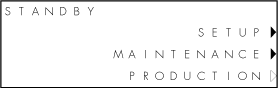 STANDBY
SETUP
MAINTENANCE
PRODUCTION